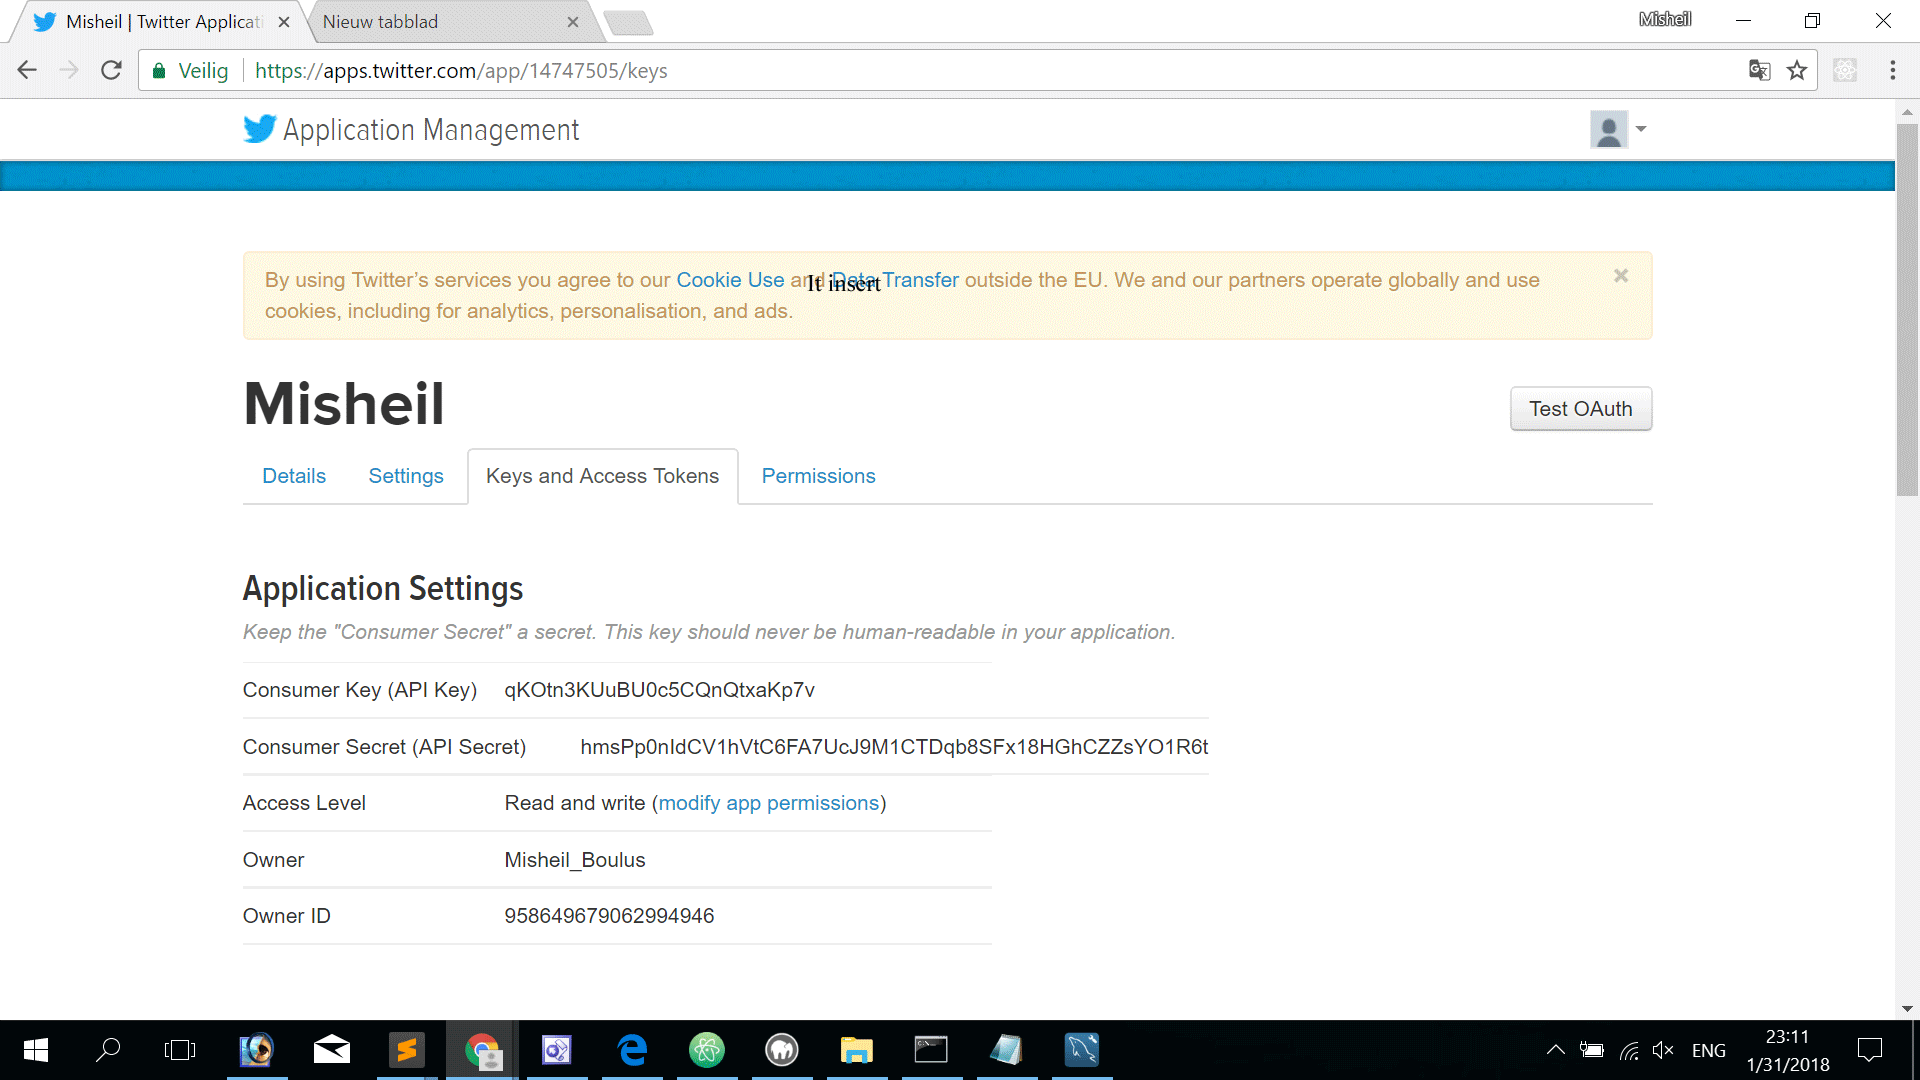 Misheil | Twitter Applicati
Nieuw tabblad
Misheil
Veilig
https://apps.twitter.com/app/14747505/keys
Application Management
By using Twitter’s services you agree to our Cookie Use and Data Transfer outside the EU. We and our partners operate globally and use
cookies, including for analytics, personalisation, and ads.
It insert
Misheil
Test OAuth
Details
Settings
Keys and Access Tokens
Permissions
Application Settings
Keep the "Consumer Secret" a secret. This key should never be human-readable in your application.
Consumer Key (API Key) qKOtn3KUuBU0c5CQnQtxaKp7v
Consumer Secret (API Secret) hmsPp0nIdCV1hVtC6FA7UcJ9M1CTDqb8SFx18HGhCZZsYO1R6t
Access Level Read and write (modify app permissions)
Owner Misheil_Boulus
Owner ID 958649679062994946
ENG
23:11
1/31/2018